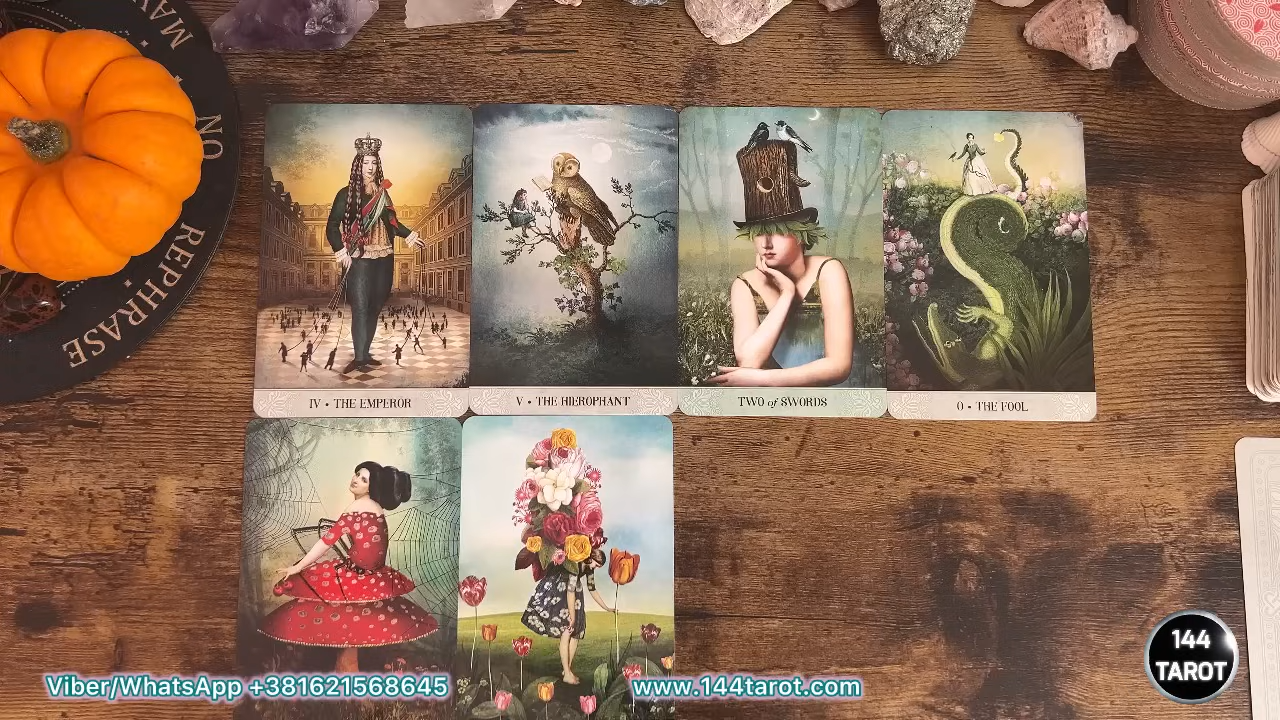 MAY
NO
REPHRASE
IV • THE EMPEROR
V • THE HIEROPHANT
TWO of SWORDS
0 • THE FOOL
Viber/WhatsApp +381621568645
www.144tarot.com
144
TAROT